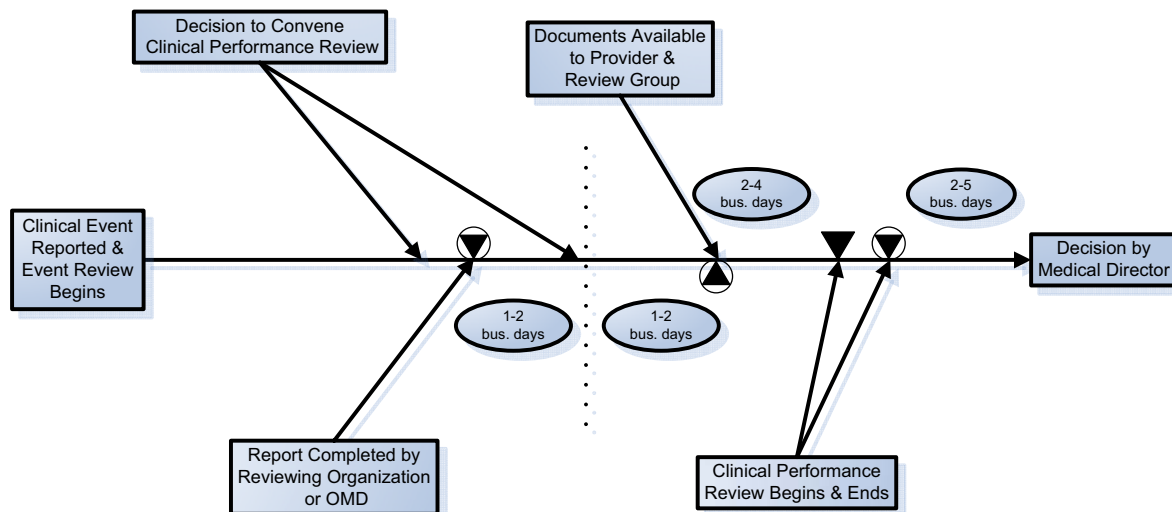 Decision to Convene
Clinical Performance Review
Documents Available
to Provider &
Review Group
2-4
bus. days
2-5
bus. days
Clinical Event
Reported &
Event Review
Begins
Decision by
Medical Director
1-2
bus. days
1-2
bus. days
Report Completed by
Reviewing Organization
or OMD
Clinical Performance
Review Begins & Ends